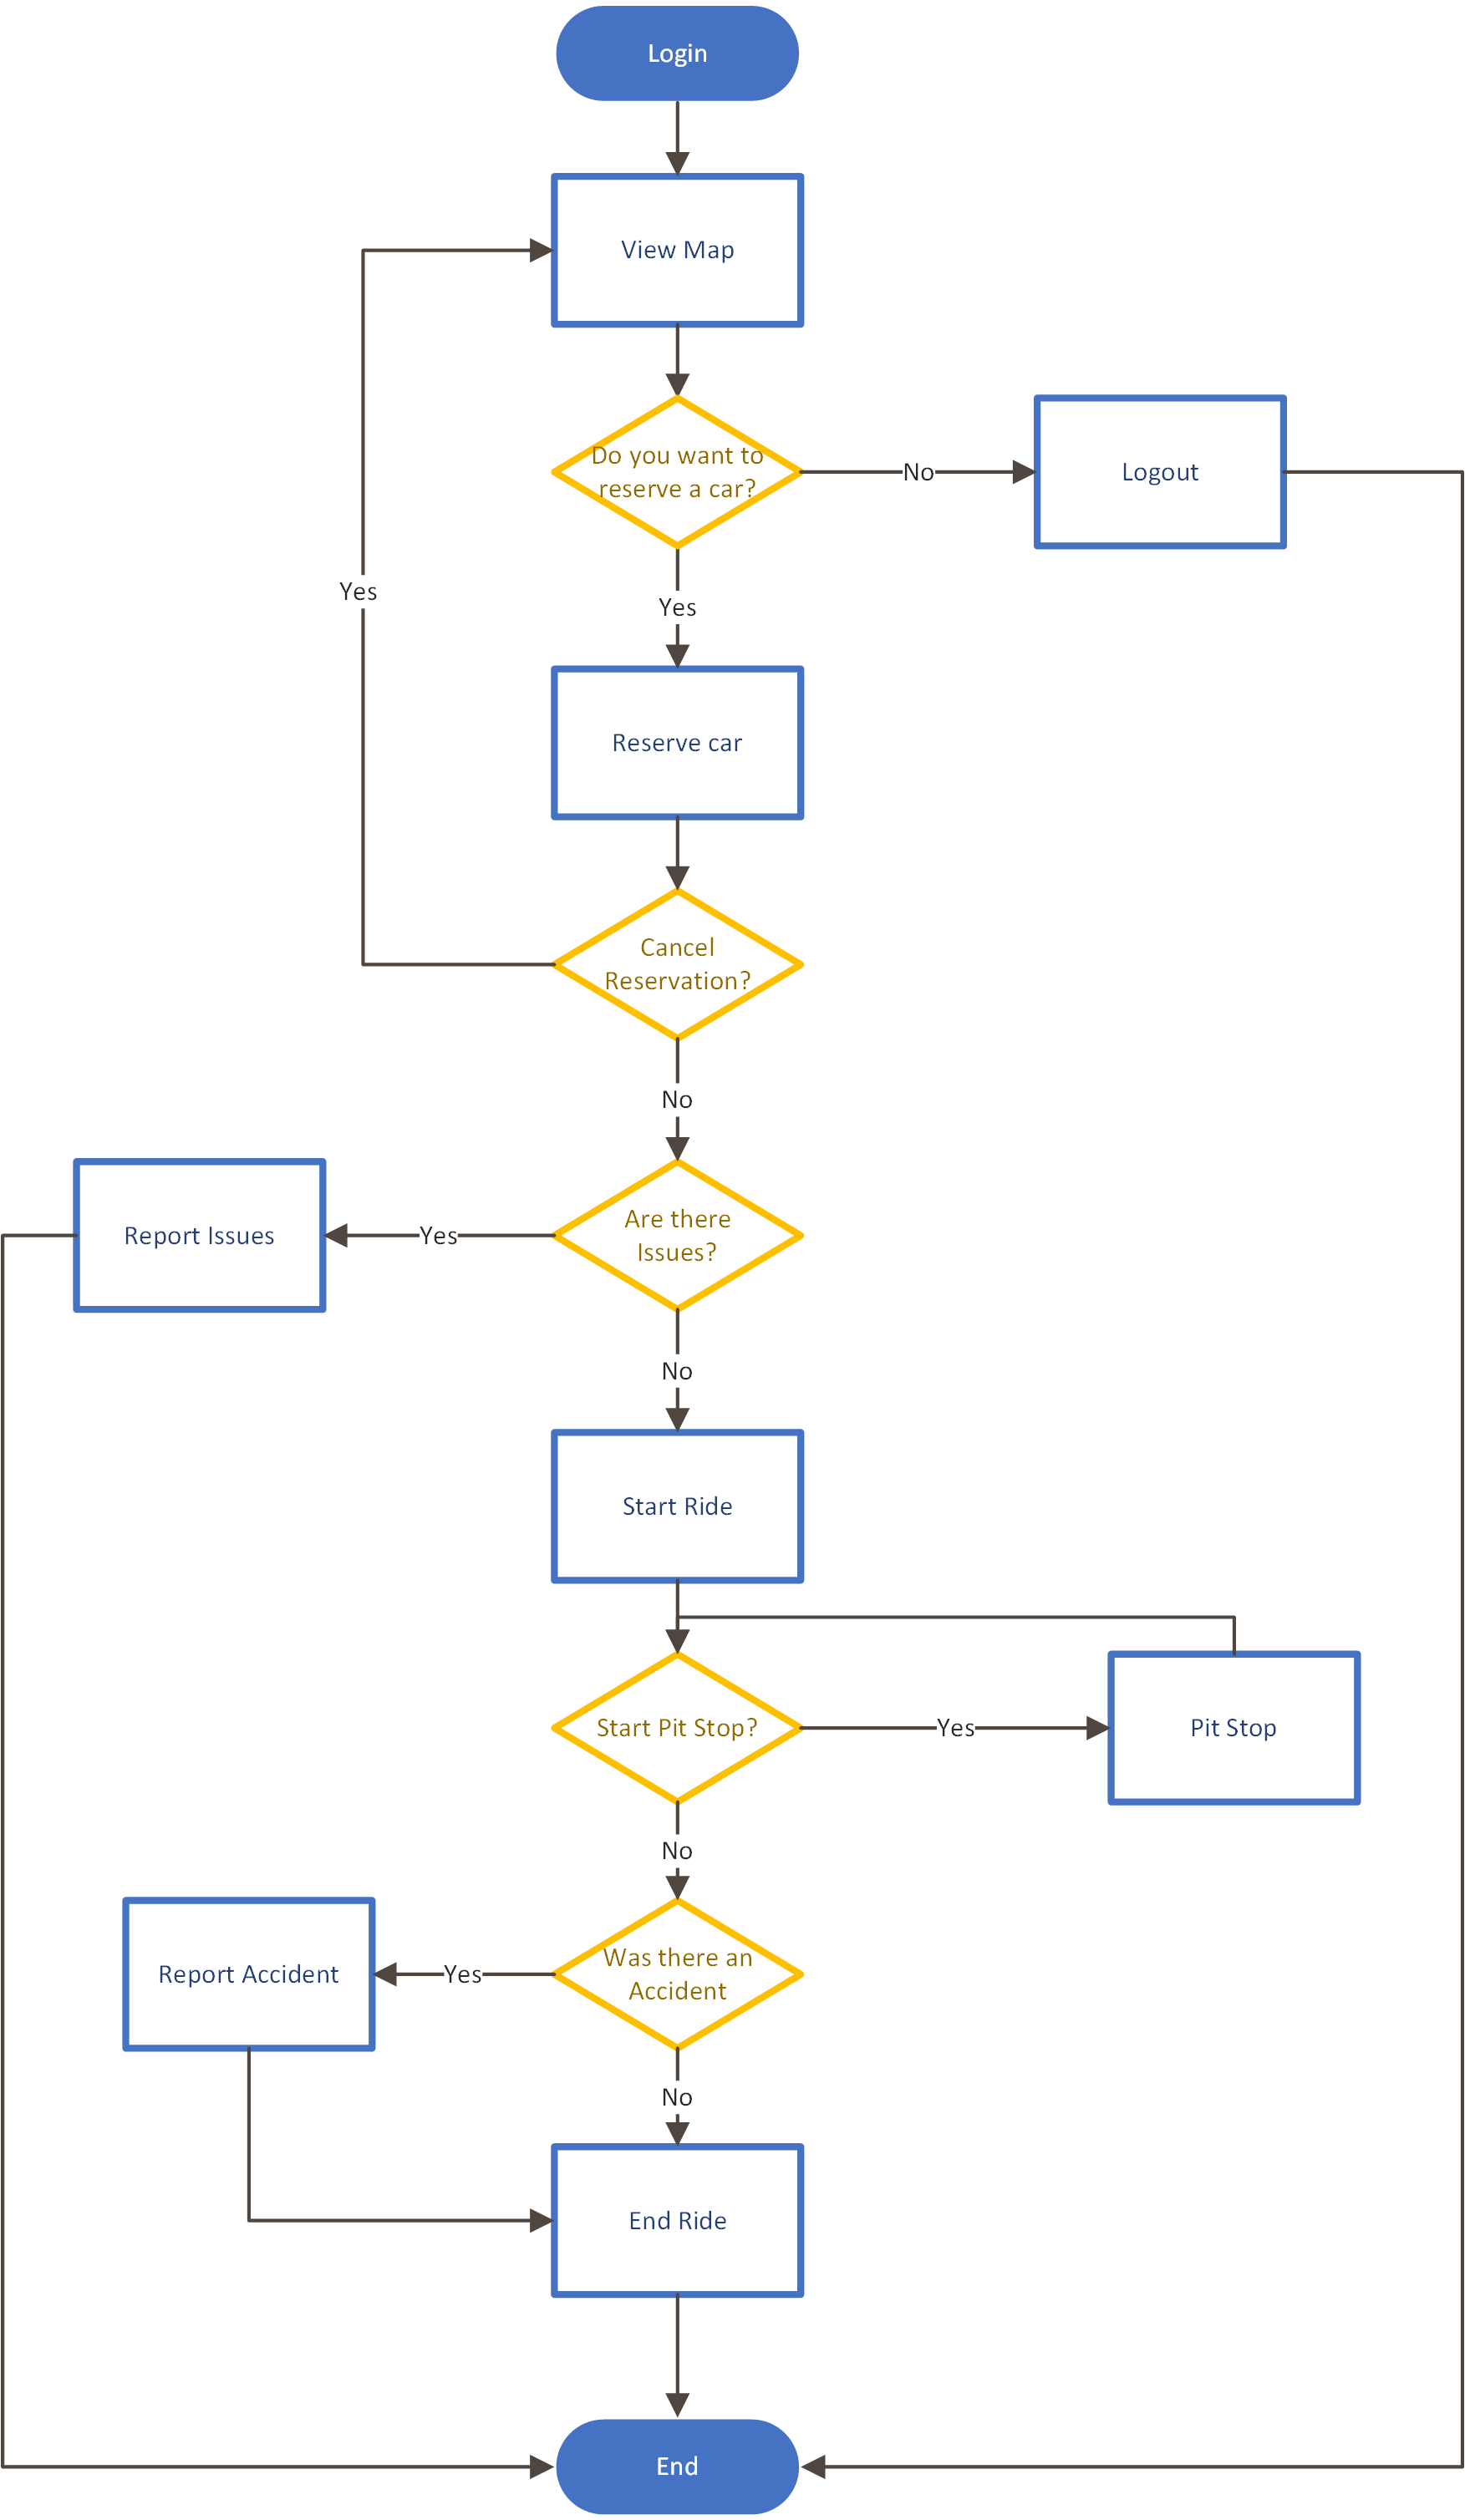 Login
View Map
Do you want to
reserve a car?
No
Logout
Yes
Yes
Reserve car
Cancel
Reservation?
No
Report Issues
Yes
Are there
Issues?
No
Start Ride
Start Pit Stop?
Yes
Pit Stop
No
Report Accident
Yes
Was there an
Accident
No
End Ride
End